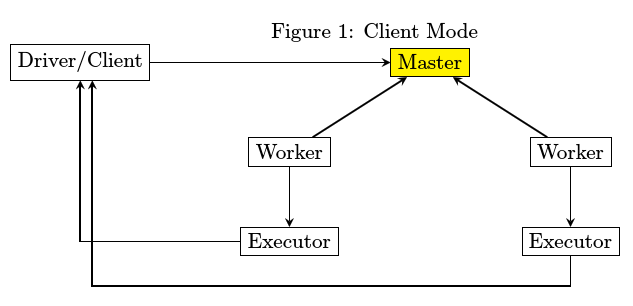 Figure 1: Client Mode
Driver/Client
Master
Worker
Worker
Executor
Executor